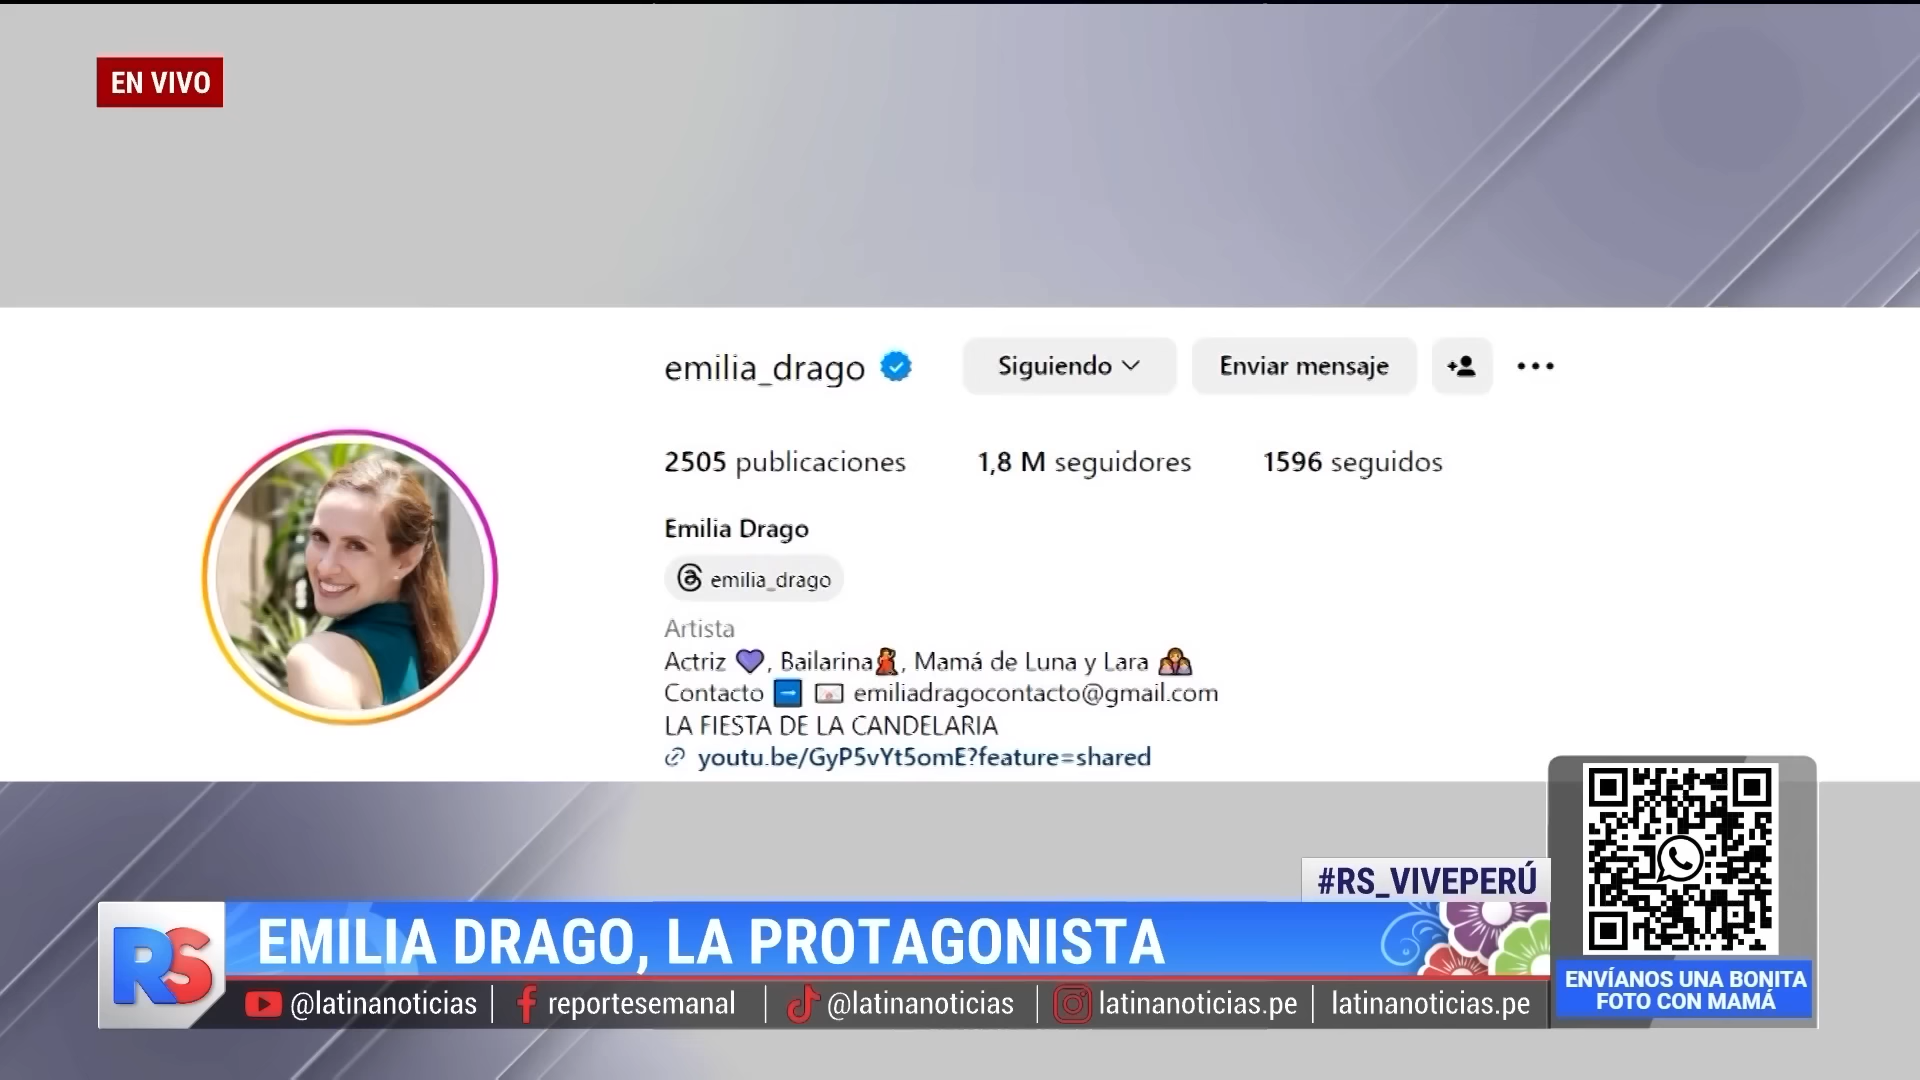 EN VIVO
emilia_drago Siguiendo Enviar mensaje
2505 publicaciones 1,8 M seguidores 1596 seguidos
Emilia Drago
emilia_drago
Artista
Actriz 💜, Bailarina💃, Mamá de Luna y Lara 👩‍👧‍👧
Contacto ➡️ 💌 emiliadragocontacto@gmail.com
LA FIESTA DE LA CANDELARIA
youtu.be/GyP5vYt5omE?feature=shared
#RS_VIVEPERÚ
RS EMILIA DRAGO, LA PROTAGONISTA
@latinanoticias | reportesemanal | @latinanoticias | latinanoticias.pe | latinanoticias.pe
ENVÍANOS UNA BONITA
FOTO CON MAMÁ